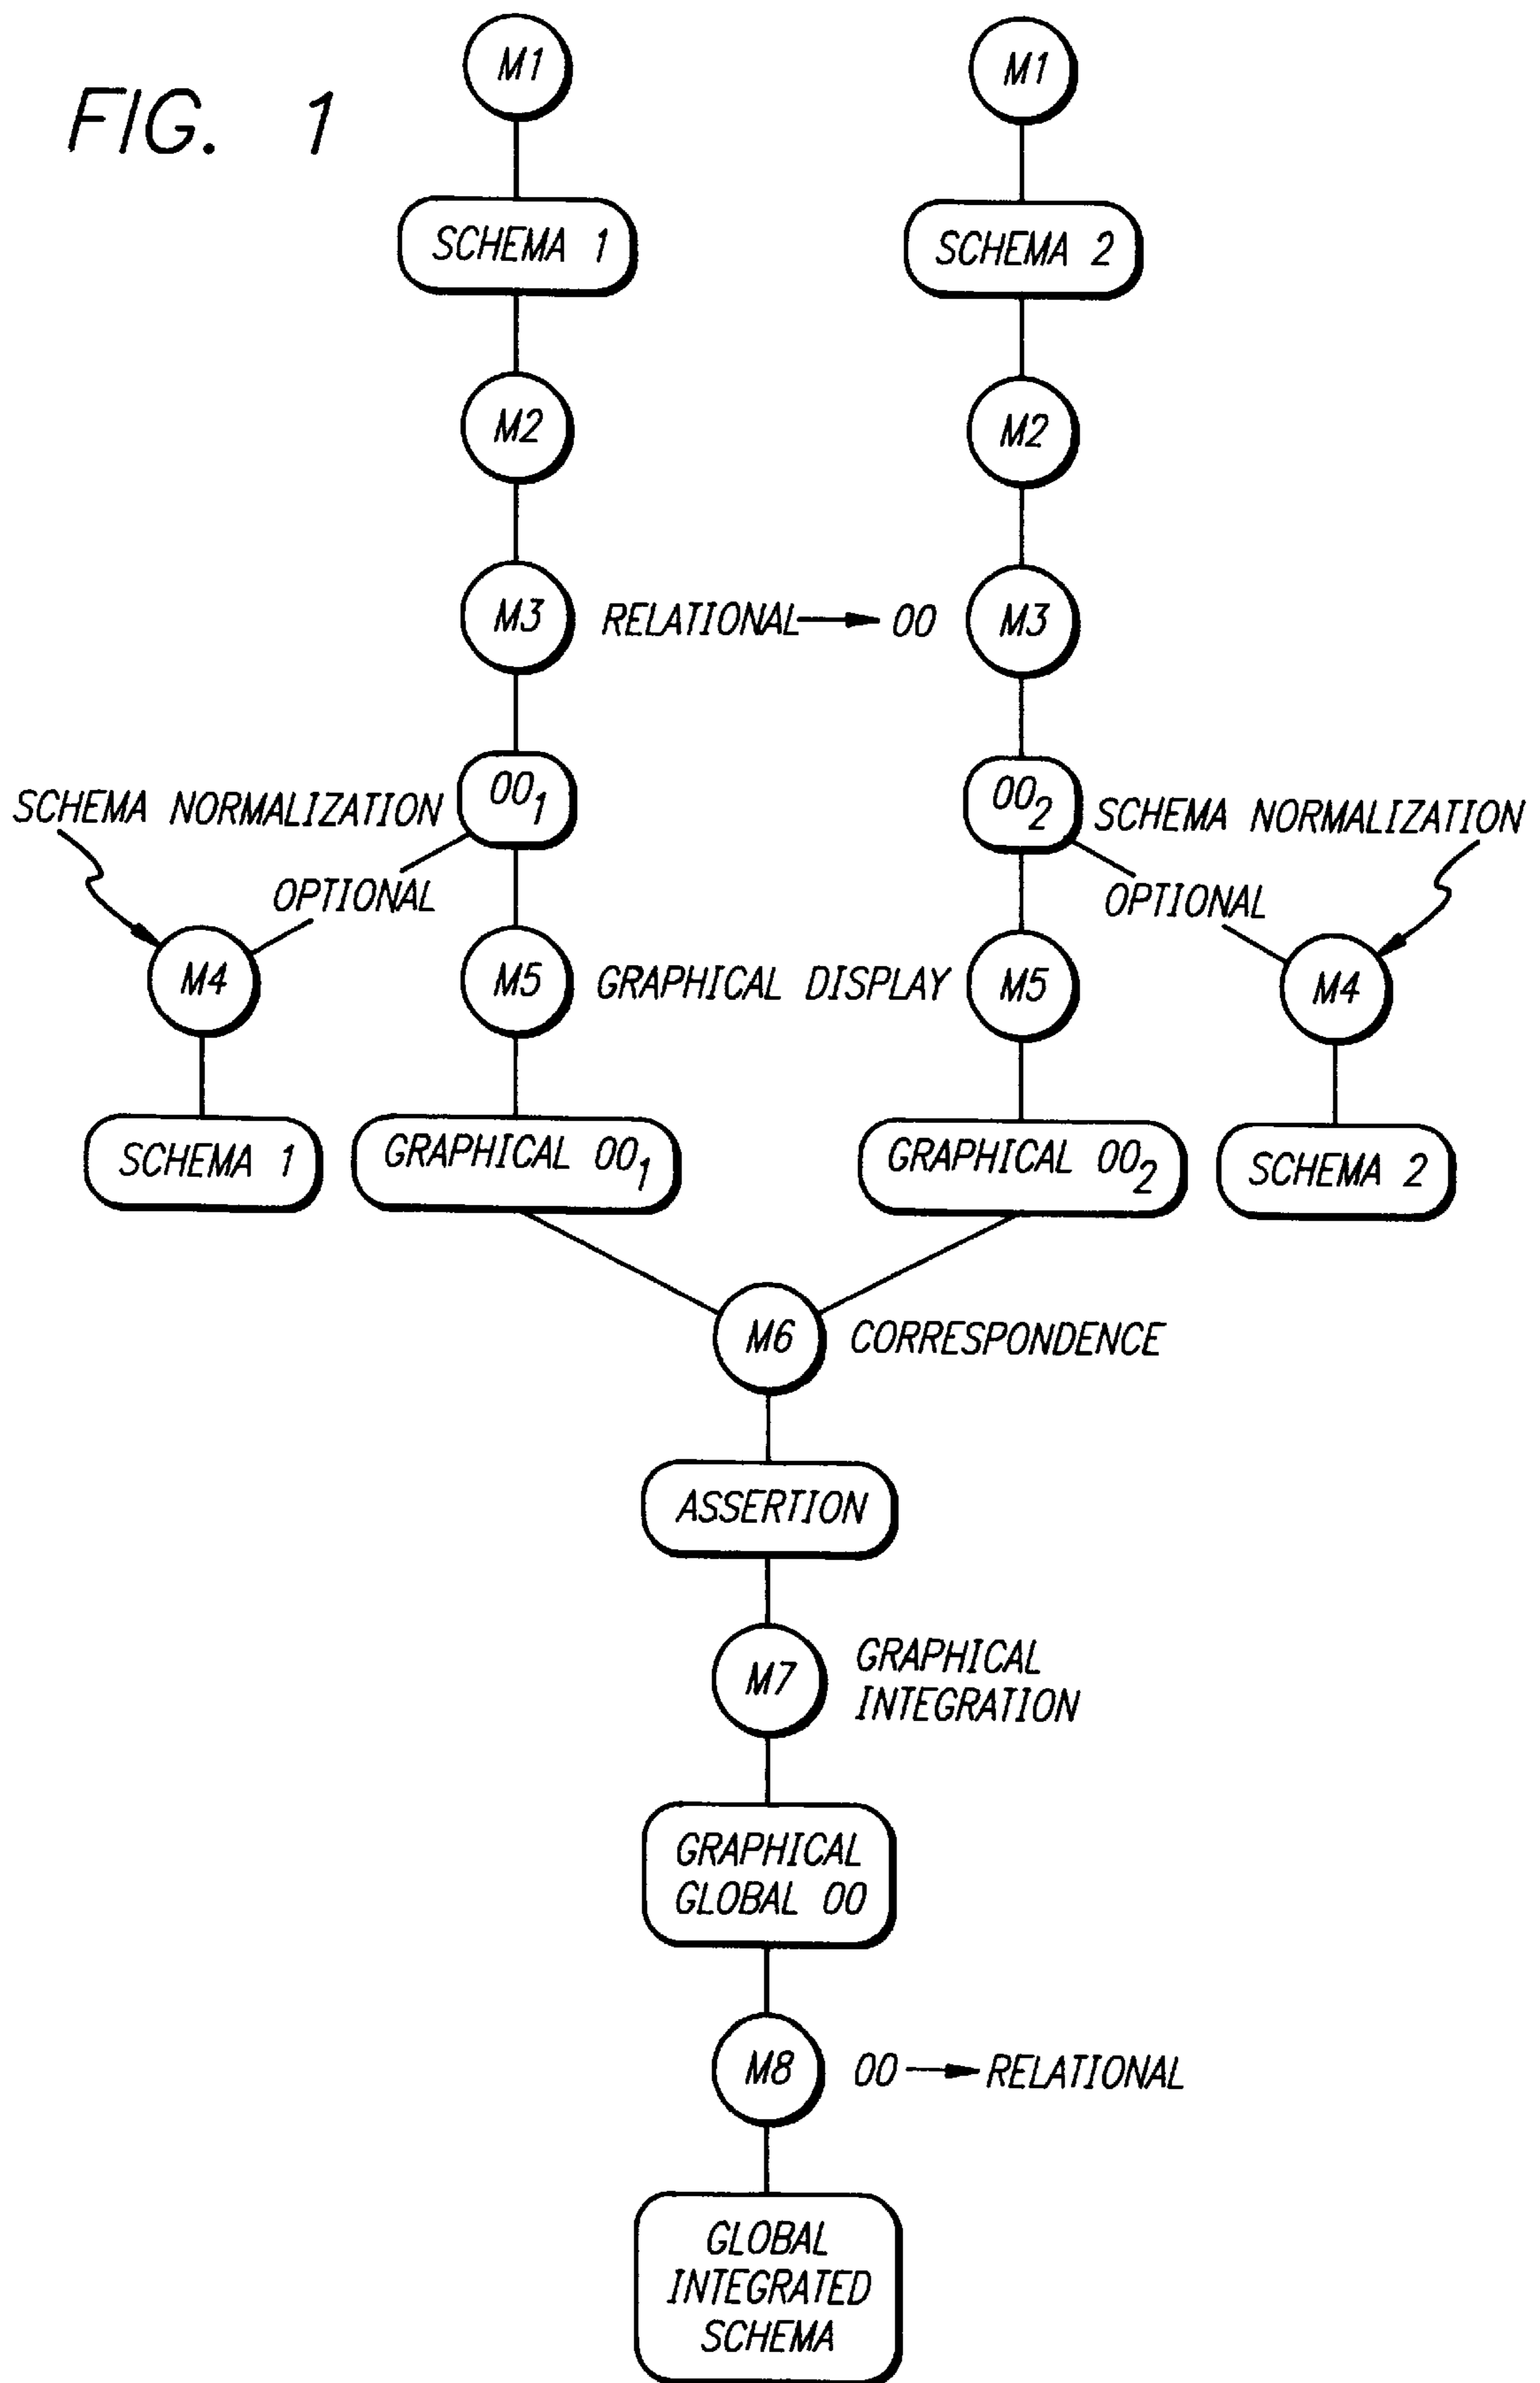 FIG. 1
M1
M1
SCHEMA 1
SCHEMA 2
M2
M2
M3
RELATIONAL → OO
M3
OO1
OO2
SCHEMA NORMALIZATION
SCHEMA NORMALIZATION
OPTIONAL
OPTIONAL
M4
M5
GRAPHICAL DISPLAY
M5
M4
SCHEMA 1
GRAPHICAL OO1
GRAPHICAL OO2
SCHEMA 2
M6
CORRESPONDENCE
ASSERTION
M7
GRAPHICAL
INTEGRATION
GRAPHICAL
GLOBAL OO
M8
OO → RELATIONAL
GLOBAL
INTEGRATED
SCHEMA